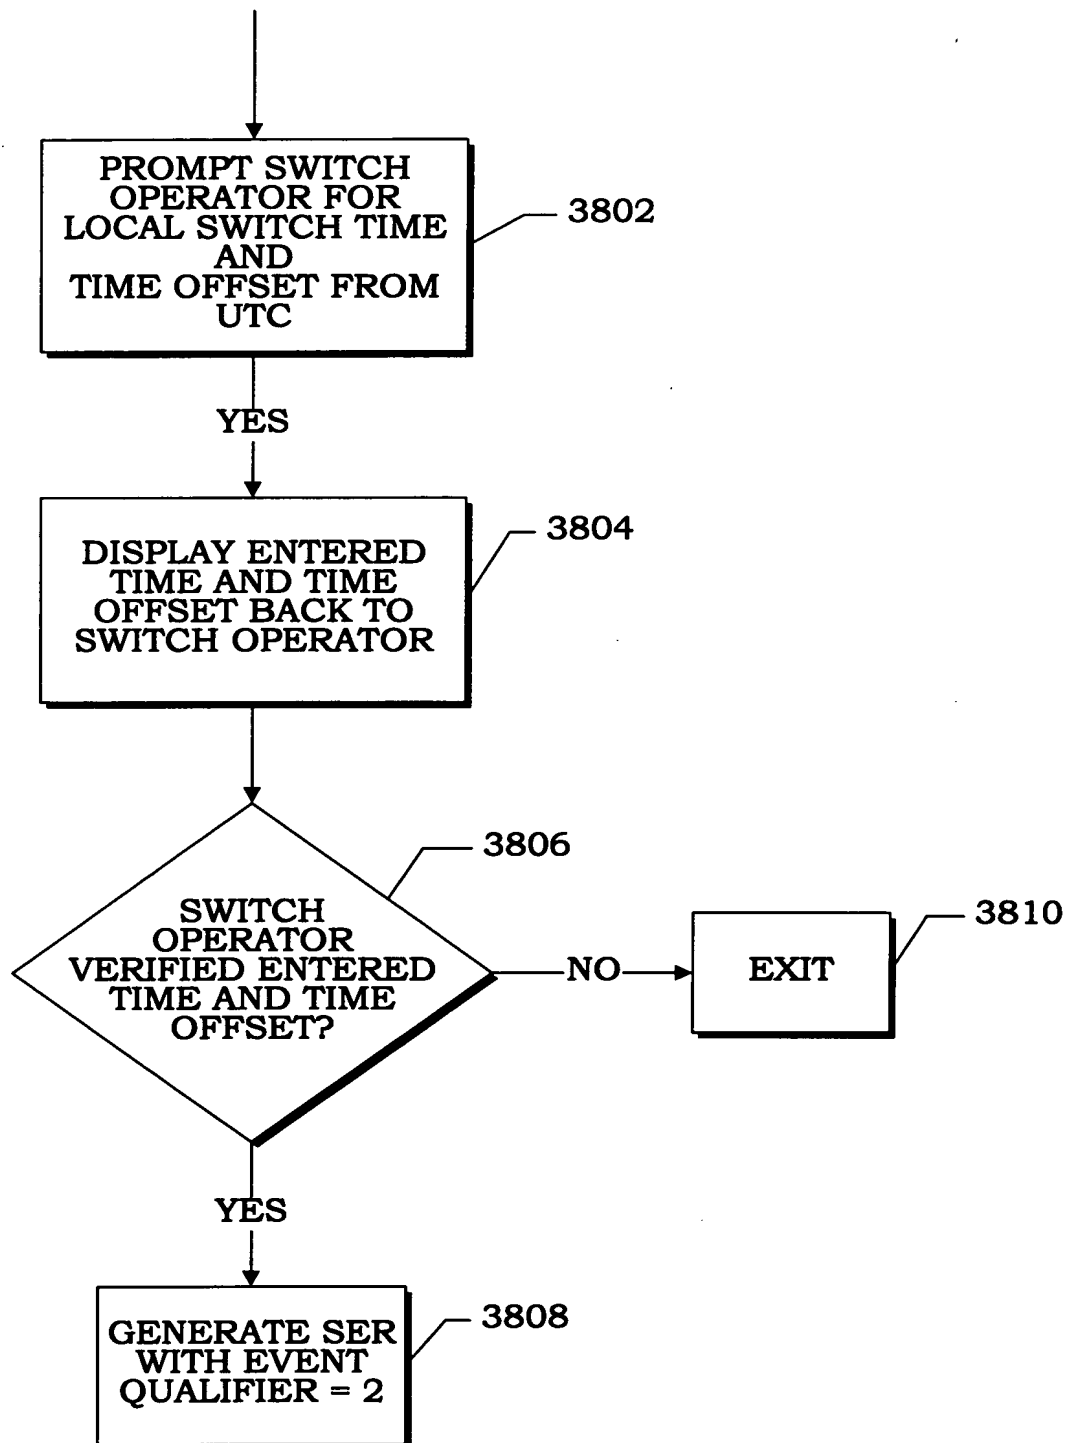 PROMPT SWITCH
OPERATOR FOR
LOCAL SWITCH TIME
AND
TIME OFFSET FROM
UTC
3802
YES
DISPLAY ENTERED
TIME AND TIME
OFFSET BACK TO
SWITCH OPERATOR
3804
SWITCH
OPERATOR
VERIFIED ENTERED
TIME AND TIME
OFFSET?
3806
NO
EXIT
3810
YES
GENERATE SER
WITH EVENT
QUALIFIER = 2
3808